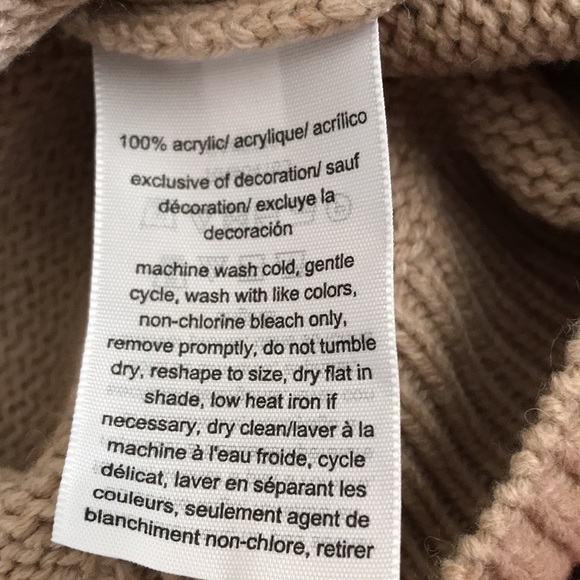 100% acrylic/ acrylique/ acrílico
exclusive of decoration/ sauf
décoration/ excluye la
decoración
machine wash cold, gentle
cycle, wash with like colors,
non-chlorine bleach only,
remove promptly, do not tumble
dry, reshape to size, dry flat in
shade, low heat iron if
necessary, dry clean/laver à la
machine à l'eau froide, cycle
délicat, laver en séparant les
couleurs, seulement agent de
blanchiment non-chlore, retirer